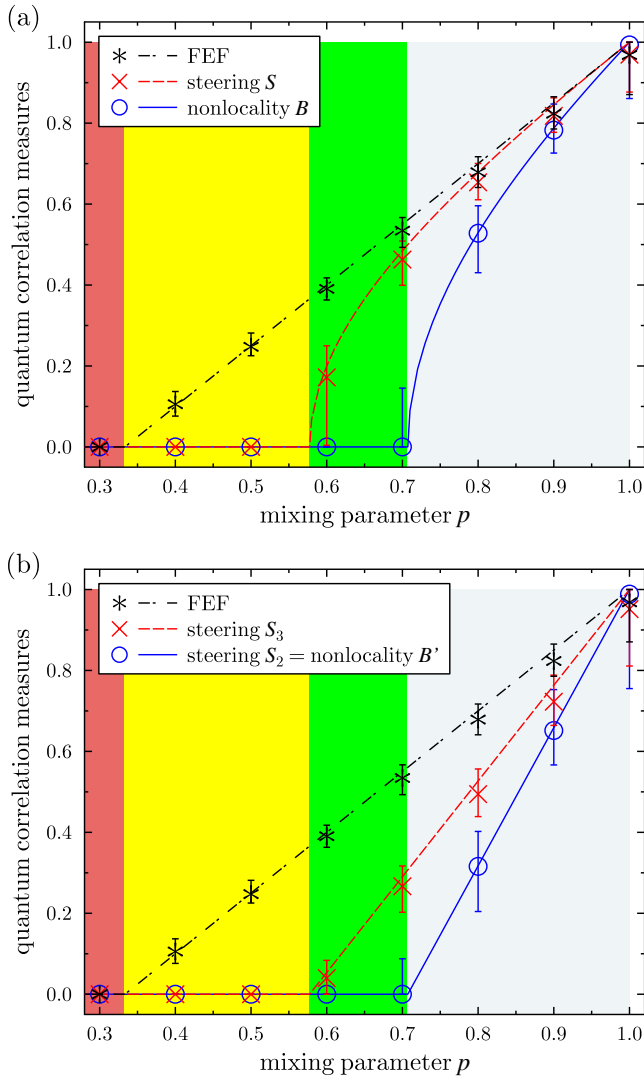 (a)
FEF
steering S
nonlocality B
quantum correlation measures
1.0
0.8
0.6
0.4
0.2
0.0
0.3 0.4 0.5 0.6 0.7 0.8 0.9 1.0
mixing parameter p
(b)
FEF
steering S₃
steering S₂ = nonlocality B'
quantum correlation measures
1.0
0.8
0.6
0.4
0.2
0.0
0.3 0.4 0.5 0.6 0.7 0.8 0.9 1.0
mixing parameter p